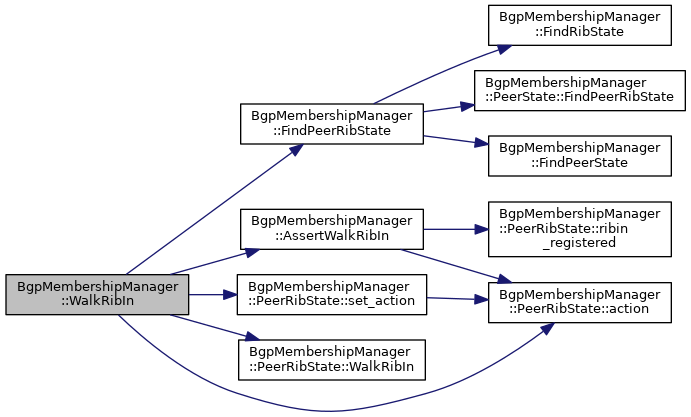 BgpMembershipManager
::WalkRibIn
BgpMembershipManager
::FindPeerRibState
BgpMembershipManager
::FindRibState
BgpMembershipManager
::PeerState::FindPeerRibState
BgpMembershipManager
::FindPeerState
BgpMembershipManager
::AssertWalkRibIn
BgpMembershipManager
::PeerRibState::ribin
_registered
BgpMembershipManager
::PeerRibState::action
BgpMembershipManager
::PeerRibState::set_action
BgpMembershipManager
::PeerRibState::WalkRibIn